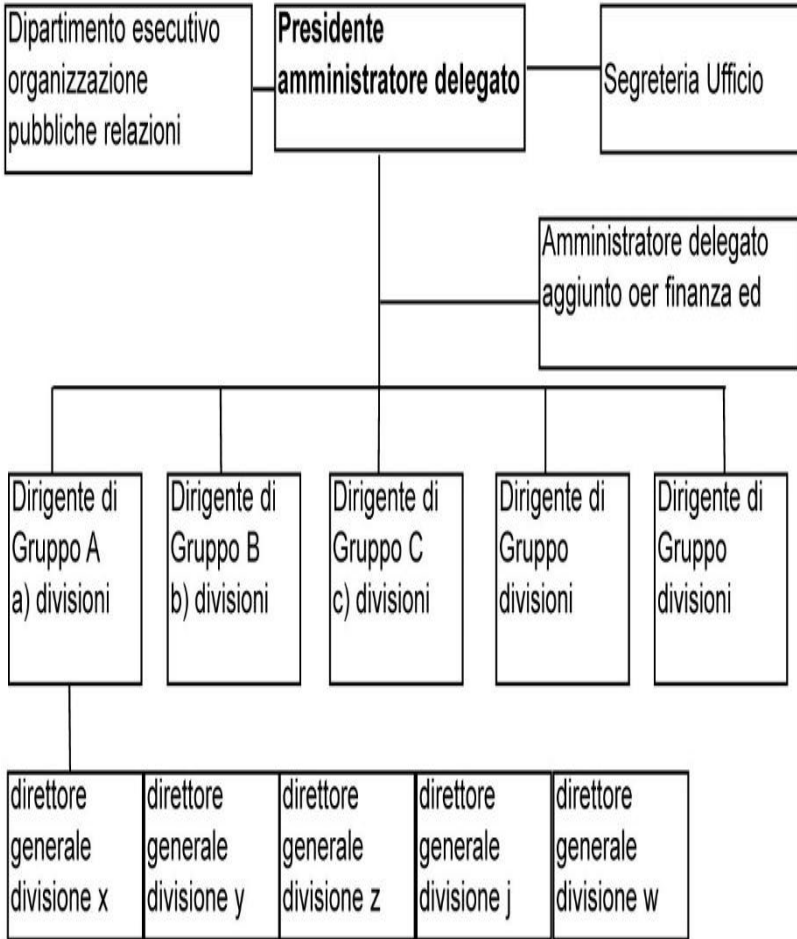 Dipartimento esecutivo
organizzazione
pubbliche relazioni
Presidente
amministratore delegato
Segreteria Ufficio
Amministratore delegato
aggiunto oer finanza ed
Dirigente di
Gruppo A
a) divisioni
Dirigente di
Gruppo B
b) divisioni
Dirigente di
Gruppo C
c) divisioni
Dirigente di
Gruppo
divisioni
Dirigente di
Gruppo
divisioni
direttore
generale
divisione x
direttore
generale
divisione y
direttore
generale
divisione z
direttore
generale
divisione j
direttore
generale
divisione w